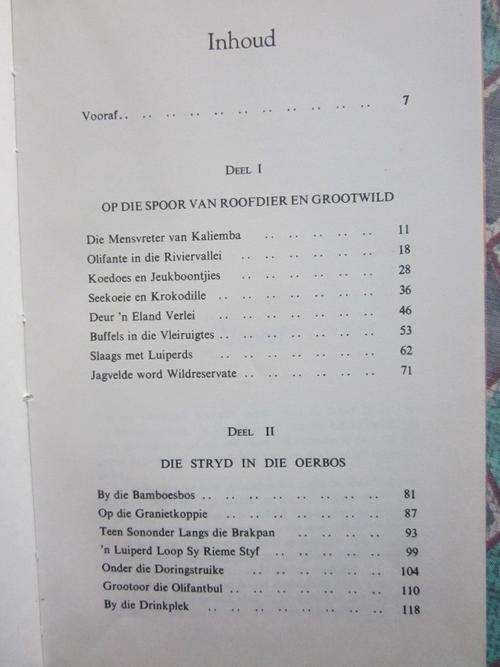 Inhoud
Vooraf.. .. .. .. .. .. .. .. .. .. .. 7
DEEL I
OP DIE SPOOR VAN ROOFDIER EN GROOTWILD
Die Mensvreter van Kaliemba .. .. .. .. .. 11
Olifante in die Riviervallei .. .. .. .. .. .. 18
Koedoes en Jeukboontjies .. .. .. .. .. .. 28
Seekoeie en Krokodille .. .. .. .. .. .. .. 36
Deur 'n Eland Verlei .. .. .. .. .. .. .. 46
Buffels in die Vleiruigtes .. .. .. .. .. .. .. 53
Slaags met Luiperds .. .. .. .. .. .. .. 62
Jagvelde word Wildreservate .. .. .. .. .. .. 71
DEEL II
DIE STRYD IN DIE OERBOS
By die Bamboesbos .. .. .. .. .. .. .. .. 81
Op die Granietkoppie .. .. .. .. .. .. .. 87
Teen Sononder Langs die Brakpan .. .. .. .. 93
'n Luiperd Loop Sy Rieme Styf .. .. .. .. .. 99
Onder die Doringstruike .. .. .. .. .. .. 104
Grootoor die Olifantbul .. .. .. .. .. .. .. 110
By die Drinkplek .. .. .. .. .. .. .. .. 118